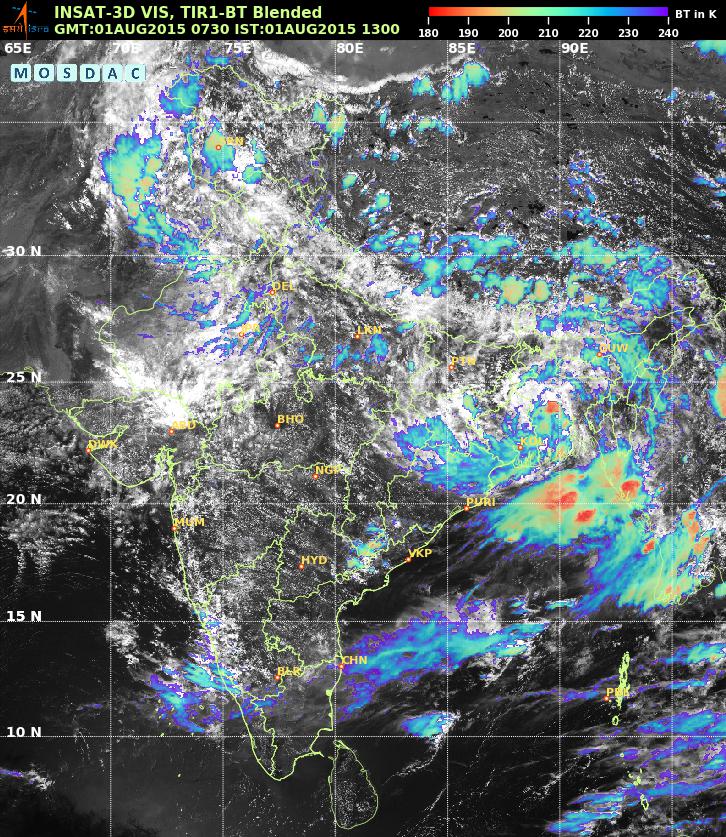 INSAT-3D VIS, TIR1-BT Blended
GMT:01AUG2015 0730 IST:01AUG2015 1300
BT in K
180 190 200 210 220 230 240
65E 70E 75E 80E 85E 90E
MOSDAC
30 N
DEL
LKN
GUW
PTN
25 N
ABD
BHO
DWK
KOL
NGP
20 N
PURI
MUM
VKP
HYD
15 N
CHN
BLR
PBL
10 N